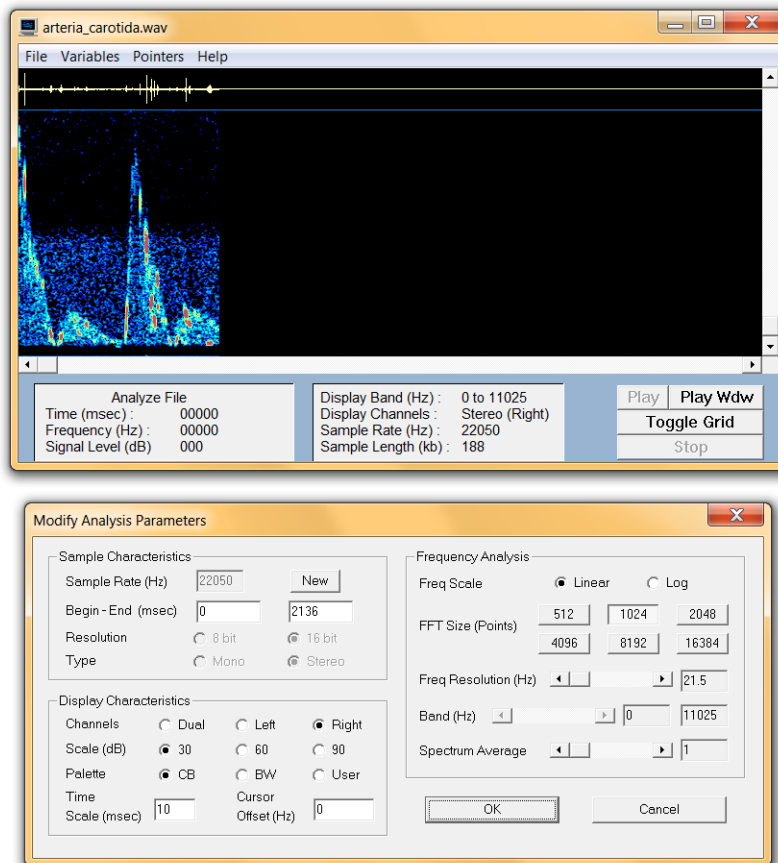 arteria_carotida.wav
File Variables Pointers Help
Analyze File
Time (msec) : 00000
Frequency (Hz) : 00000
Signal Level (dB) 000
Display Band (Hz) : 0 to 11025
Display Channels : Stereo (Right)
Sample Rate (Hz) : 22050
Sample Length (kb) : 188
Play Play Wdw
Toggle Grid
Stop
Modify Analysis Parameters
Sample Characteristics
Sample Rate (Hz) 22050 New
Begin - End (msec) 0 2136
Resolution 8 bit 16 bit
Type Mono Stereo
Display Characteristics
Channels Dual Left Right
Scale (dB) 30 60 90
Palette CB BW User
Time Scale (msec) 10 Cursor Offset (Hz) 0
Frequency Analysis
Freq Scale Linear Log
FFT Size (Points) 512 1024 2048
4096 8192 16384
Freq Resolution (Hz) 21.5
Band (Hz) 0 11025
Spectrum Average 1
OK Cancel